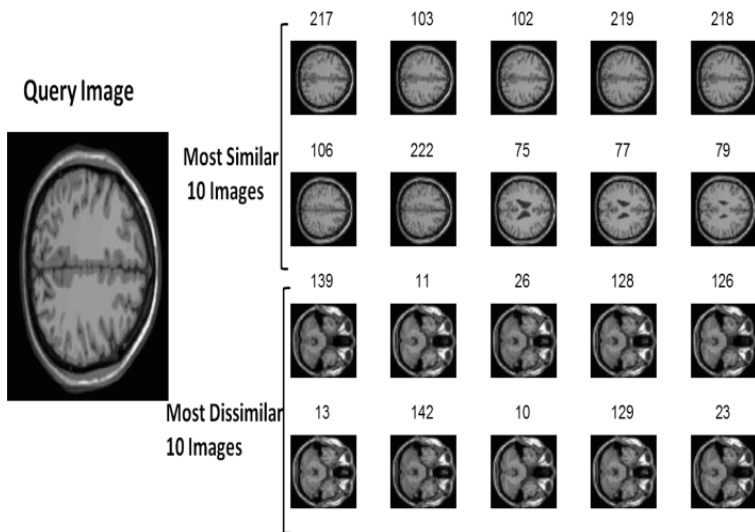 217 103 102 219 218
Query Image
106 222 75 77 79
Most Similar
10 Images
139 11 26 128 126
Most Dissimilar
10 Images
13 142 10 129 23